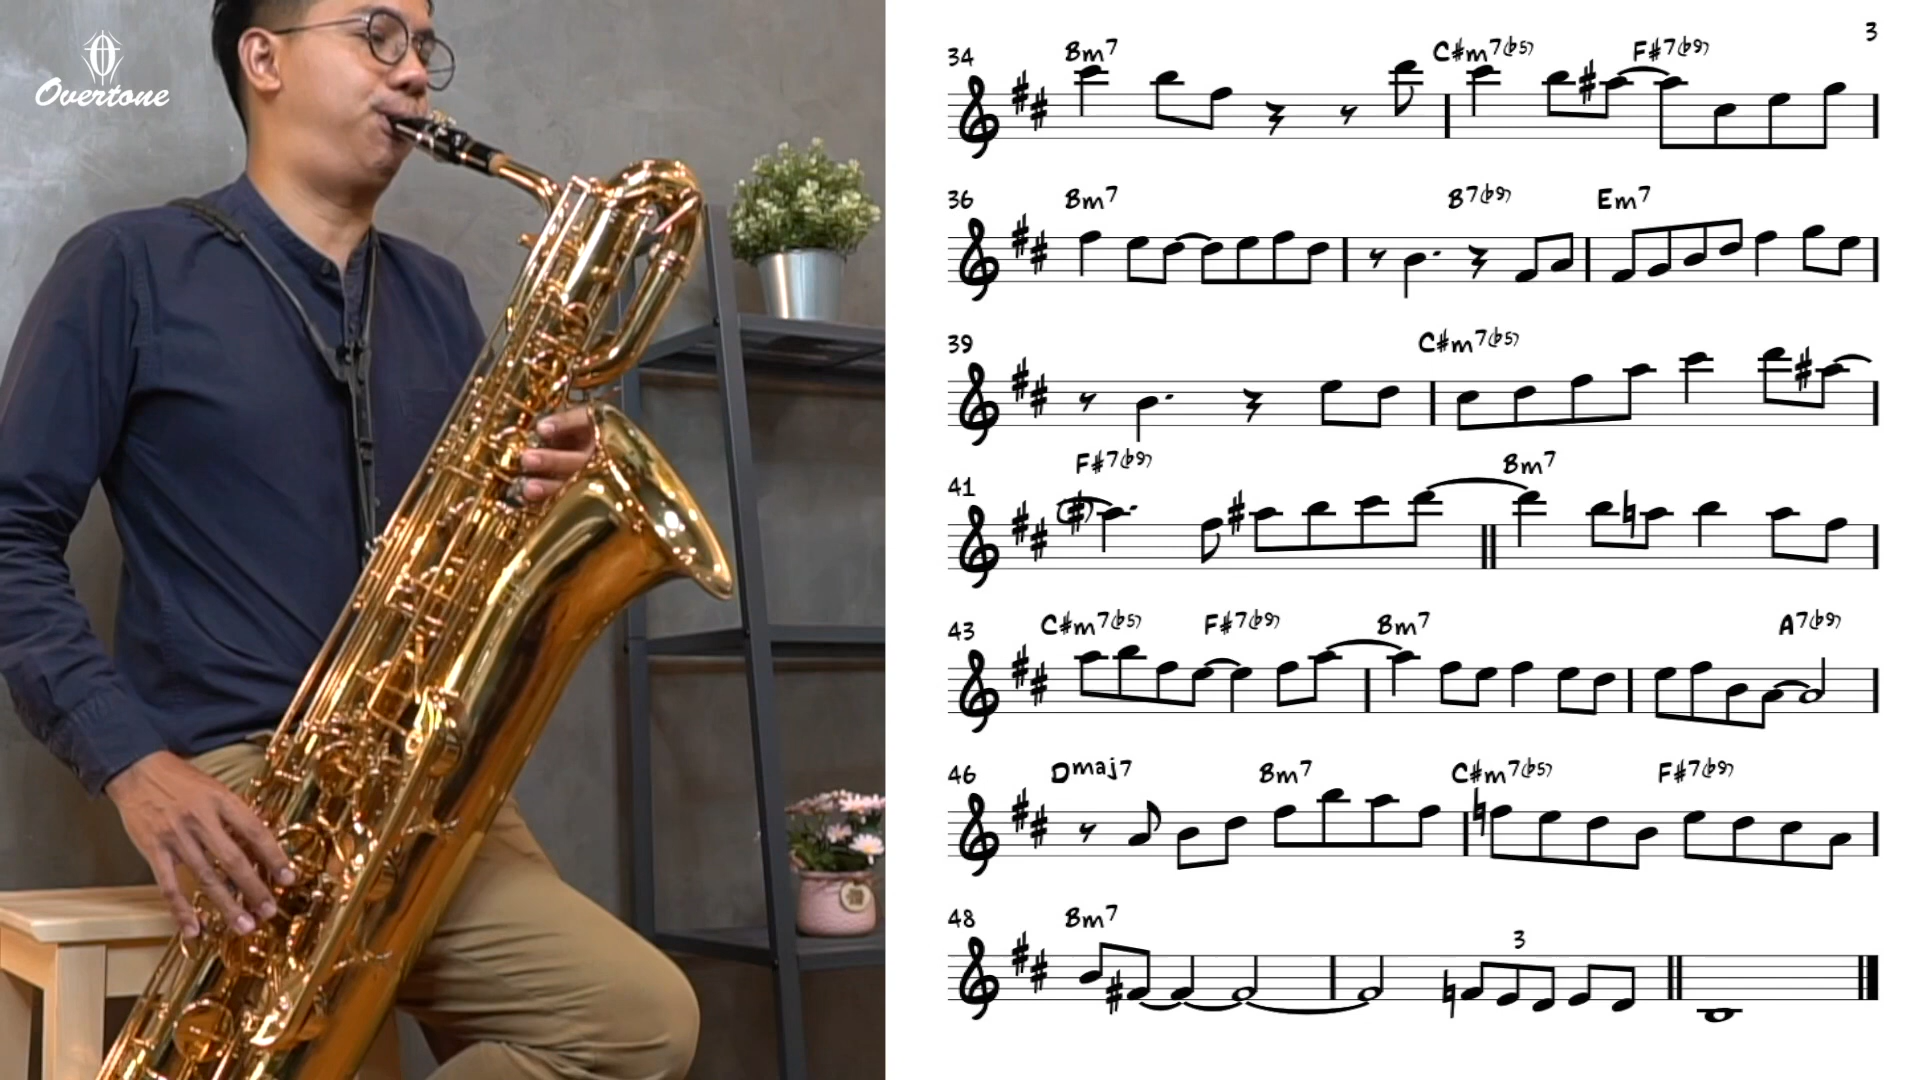 Overtone
3
34 Bm7 C#m7(b5) F#7(b9)
36 Bm7 B7(b9) Em7
39 C#m7(b5)
41 F#7(b9) Bm7
43 C#m7(b5) F#7(b9) Bm7 A7(b9)
46 Dmaj7 Bm7 C#m7(b5) F#7(b9)
48 Bm7 3